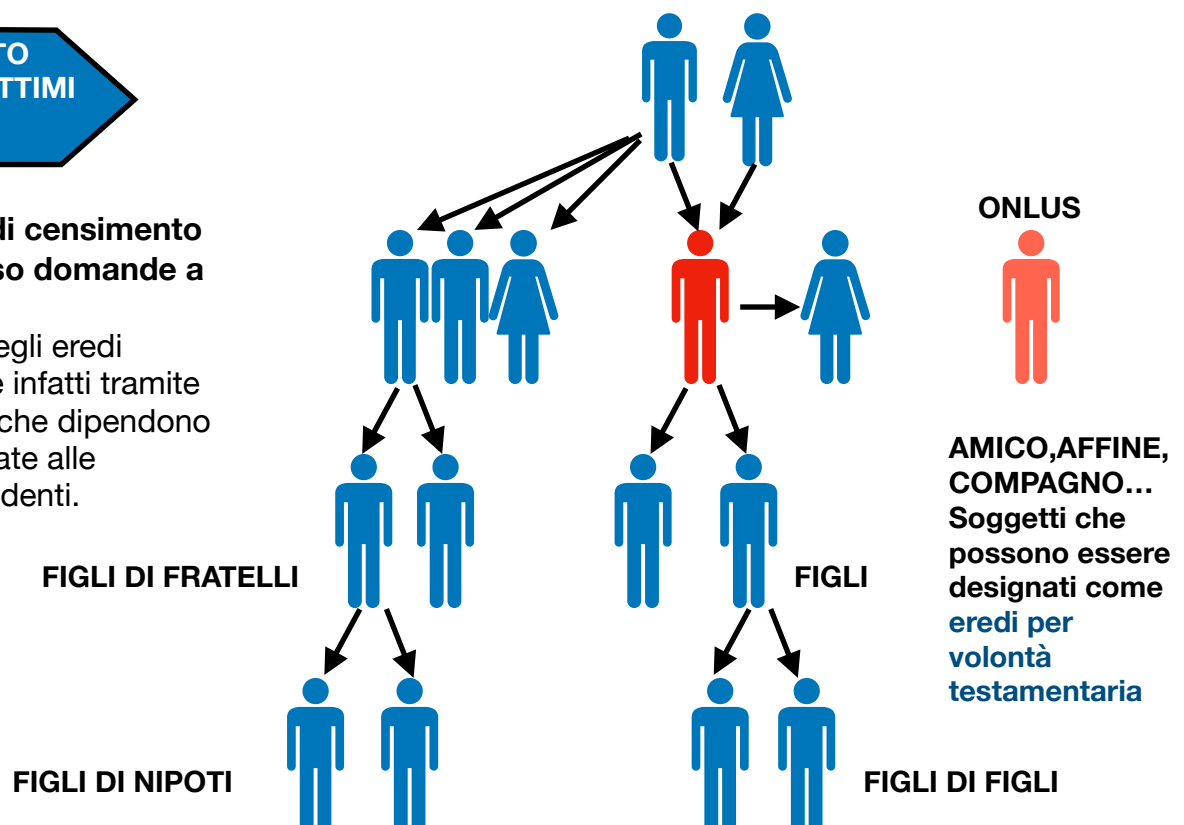 TO
TTIMI
di censimento
so domande a
egli eredi
e infatti tramite
che dipendono
ate alle
denti.
ONLUS
AMICO,AFFINE,
COMPAGNO…
Soggetti che
possono essere
designati come
eredi per
volontà
testamentaria
FIGLI DI FRATELLI
FIGLI
FIGLI DI NIPOTI
FIGLI DI FIGLI